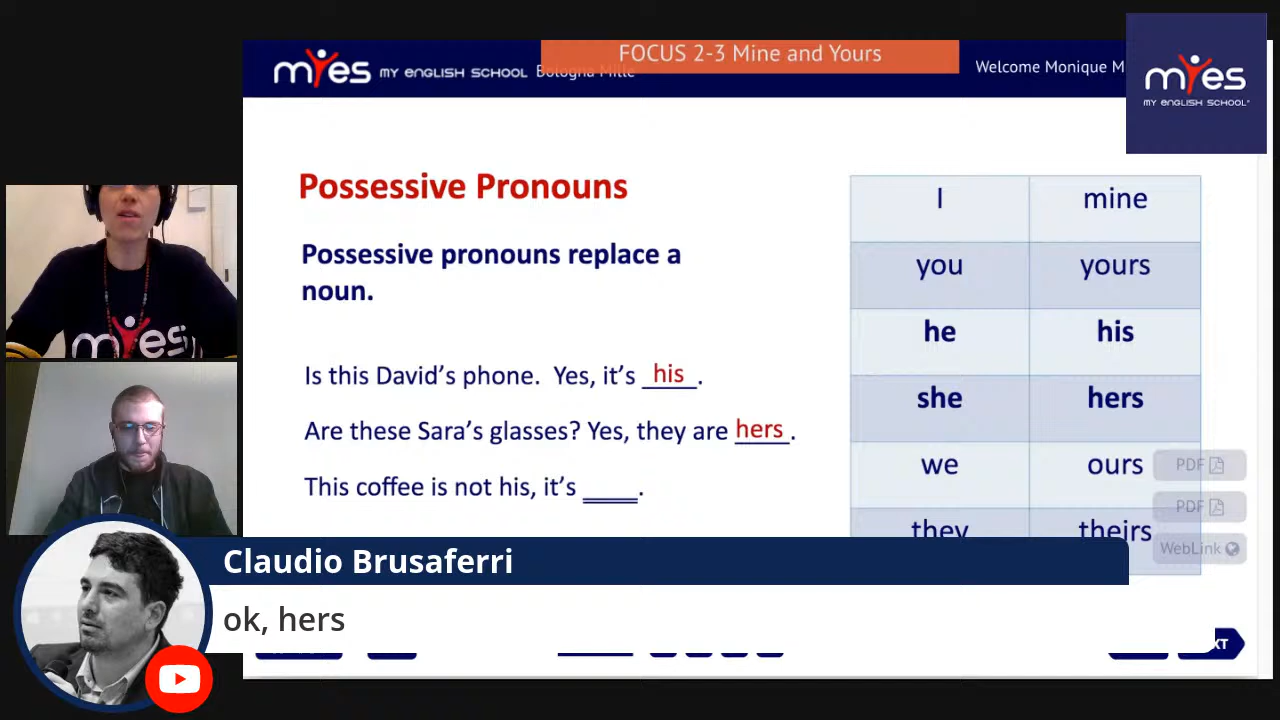 FOCUS 2-3 Mine and Yours
myes MY ENGLISH SCHOOL Bologna Mille
Welcome Monique M
myes
MY ENGLISH SCHOOL
Possessive Pronouns
Possessive pronouns replace a
noun.
Is this David's phone. Yes, it's his.
Are these Sara's glasses? Yes, they are hers.
This coffee is not his, it's ____.
I mine
you yours
he his
she hers
we ours
they theirs
PDF
PDF
WebLink
myes
Claudio Brusaferri
ok, hers